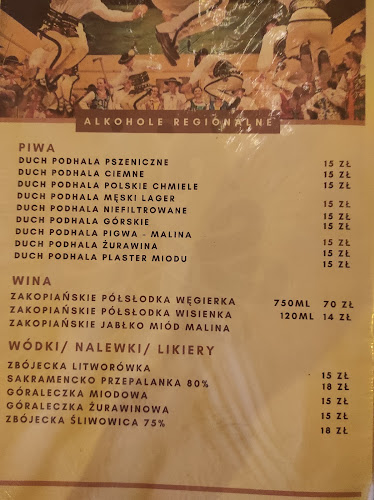 ALKOHOLE REGIONALNE
PIWA
DUCH PODHALA PSZENICZNE 15 ZŁ
DUCH PODHALA CIEMNE 15 ZŁ
DUCH PODHALA POLSKIE CHMIELE 15 ZŁ
DUCH PODHALA MĘSKI LAGER 15 ZŁ
DUCH PODHALA NIEFILTROWANE 15 ZŁ
DUCH PODHALA GÓRSKIE 15 ZŁ
DUCH PODHALA PIGWA - MALINA 15 ZŁ
DUCH PODHALA ŻURAWINA 15 ZŁ
DUCH PODHALA PLASTER MIODU 15 ZŁ
WINA
ZAKOPIAŃSKIE PÓŁSŁODKA WĘGIERKA 750ML 70 ZŁ
ZAKOPIAŃSKIE PÓŁSŁODKA WISIENKA 120ML 14 ZŁ
ZAKOPIAŃSKIE JABŁKO MIÓD MALINA
WÓDKI/ NALEWKI/ LIKIERY
ZBÓJECKA LITWORÓWKA 15 ZŁ
SAKRAMENCKO PRZEPALANKA 80% 18 ZŁ
GÓRALECZKA MIODOWA 15 ZŁ
GÓRALECZKA ŻURAWINOWA 15 ZŁ
ZBÓJECKA ŚLIWOWICA 75% 18 ZŁ